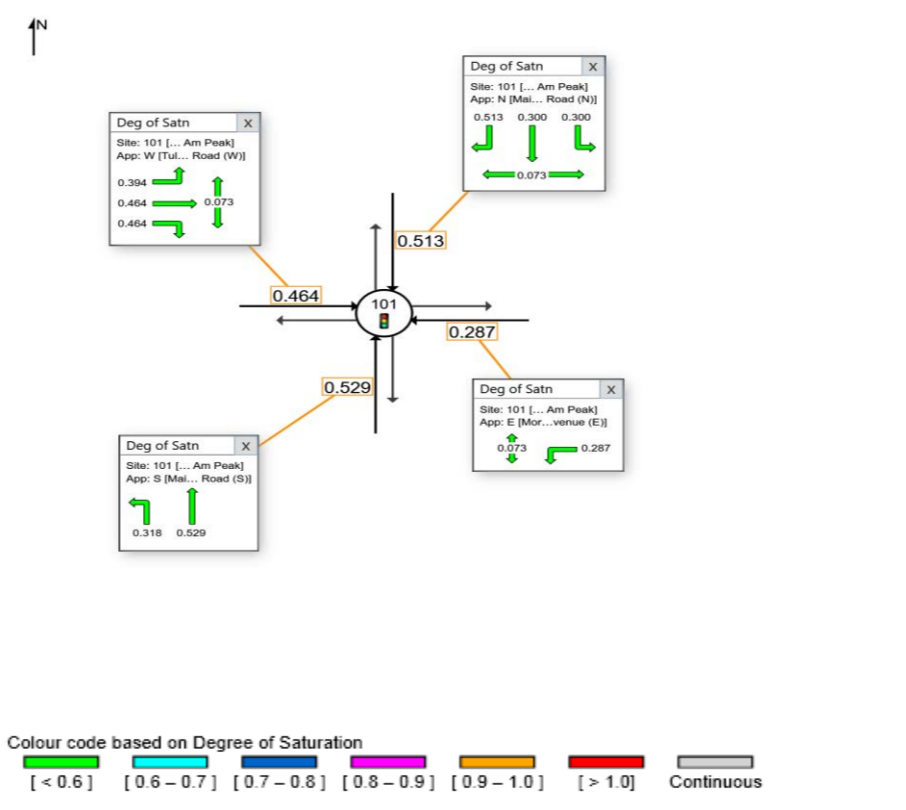 N
Deg of Satn X
Site: 101 [... Am Peak]
App: N [Mai... Road (N)]
0.513 0.300 0.300
0.073
Deg of Satn X
Site: 101 [... Am Peak]
App: W [Tul... Road (W)]
0.394
0.464 0.073
0.464
0.513
0.464
101
0.287
0.529
Deg of Satn X
Site: 101 [... Am Peak]
App: E [Mor...venue (E)]
0.073 0.287
Deg of Satn X
Site: 101 [... Am Peak]
App: S [Mai... Road (S)]
0.318 0.529
Colour code based on Degree of Saturation
[ < 0.6 ] [ 0.6 – 0.7 ] [ 0.7 – 0.8 ] [ 0.8 – 0.9 ] [ 0.9 – 1.0 ] [ > 1.0] Continuous